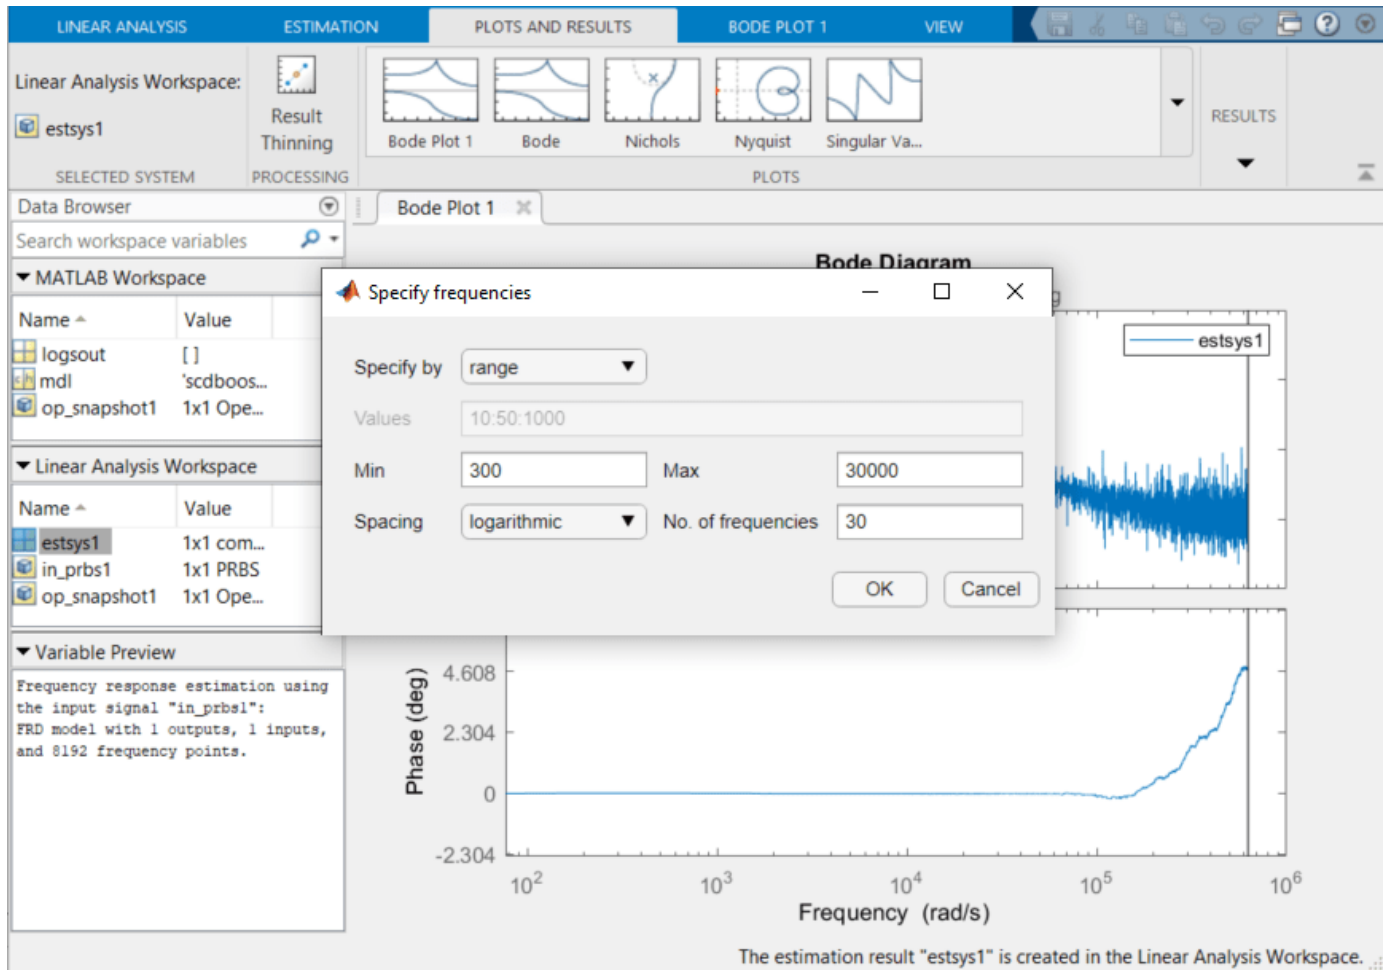 LINEAR ANALYSIS ESTIMATION PLOTS AND RESULTS BODE PLOT 1 VIEW
Linear Analysis Workspace:
estsys1
SELECTED SYSTEM
Result
Thinning
PROCESSING
Bode Plot 1 Bode Nichols Nyquist Singular Va...
PLOTS
RESULTS
Data Browser
Search workspace variables
MATLAB Workspace
Name Value
logsout [ ]
mdl 'scdboos...
op_snapshot1 1x1 Ope...
Linear Analysis Workspace
Name Value
estsys1 1x1 com...
in_prbs1 1x1 PRBS
op_snapshot1 1x1 Ope...
Variable Preview
Frequency response estimation using
the input signal "in_prbs1":
FRD model with 1 outputs, 1 inputs,
and 8192 frequency points.
Bode Plot 1
Bode Diagram
estsys1
Specify frequencies
Specify by range
Values 10:50:1000
Min 300 Max 30000
Spacing logarithmic No. of frequencies 30
OK Cancel
Phase (deg)
4.608
2.304
0
-2.304
10^2 10^3 10^4 10^5 10^6
Frequency (rad/s)
The estimation result "estsys1" is created in the Linear Analysis Workspace.